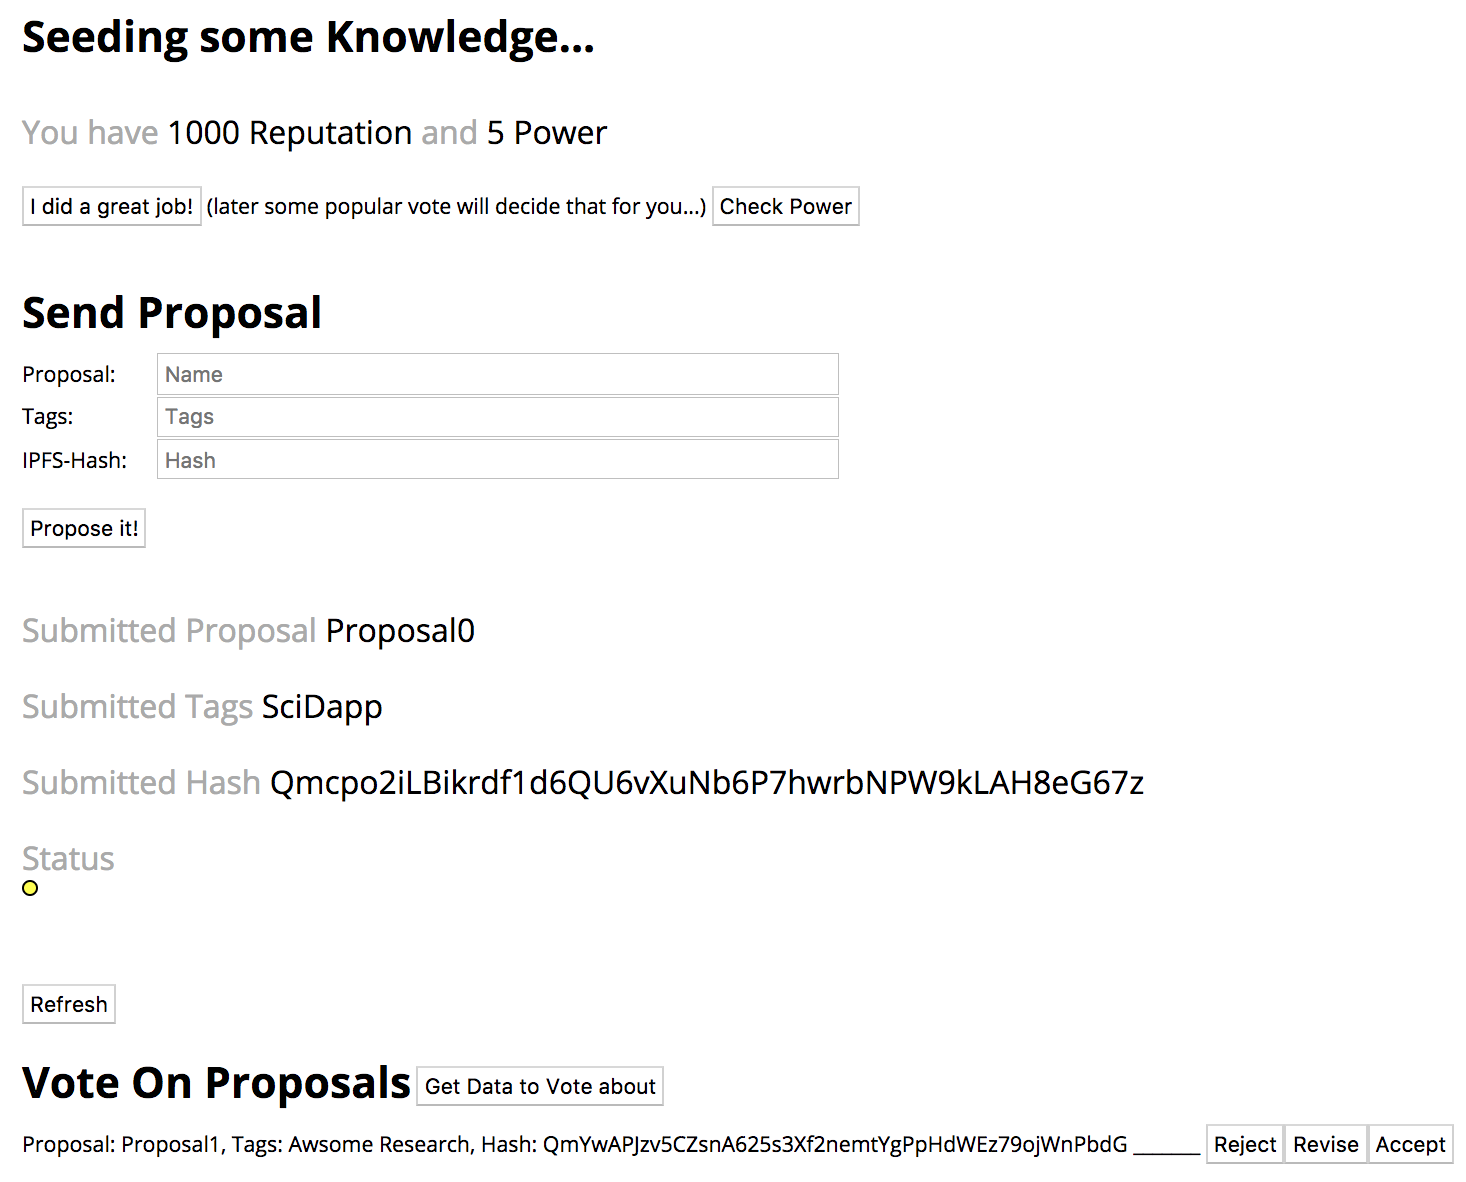 Seeding some Knowledge...
You have 1000 Reputation and 5 Power
I did a great job! (later some popular vote will decide that for you...) Check Power
Send Proposal
Proposal: Name
Tags: Tags
IPFS-Hash: Hash
Propose it!
Submitted Proposal Proposal0
Submitted Tags SciDapp
Submitted Hash Qmcpo2iLBikrdf1d6QU6vXuNb6P7hwrbNPW9kLAH8eG67z
Status
Refresh
Vote On Proposals Get Data to Vote about
Proposal: Proposal1, Tags: Awsome Research, Hash: QmYwAPJzv5CZsnA625s3Xf2nemtYgPpHdWEz79ojWnPbdG ______ Reject Revise Accept